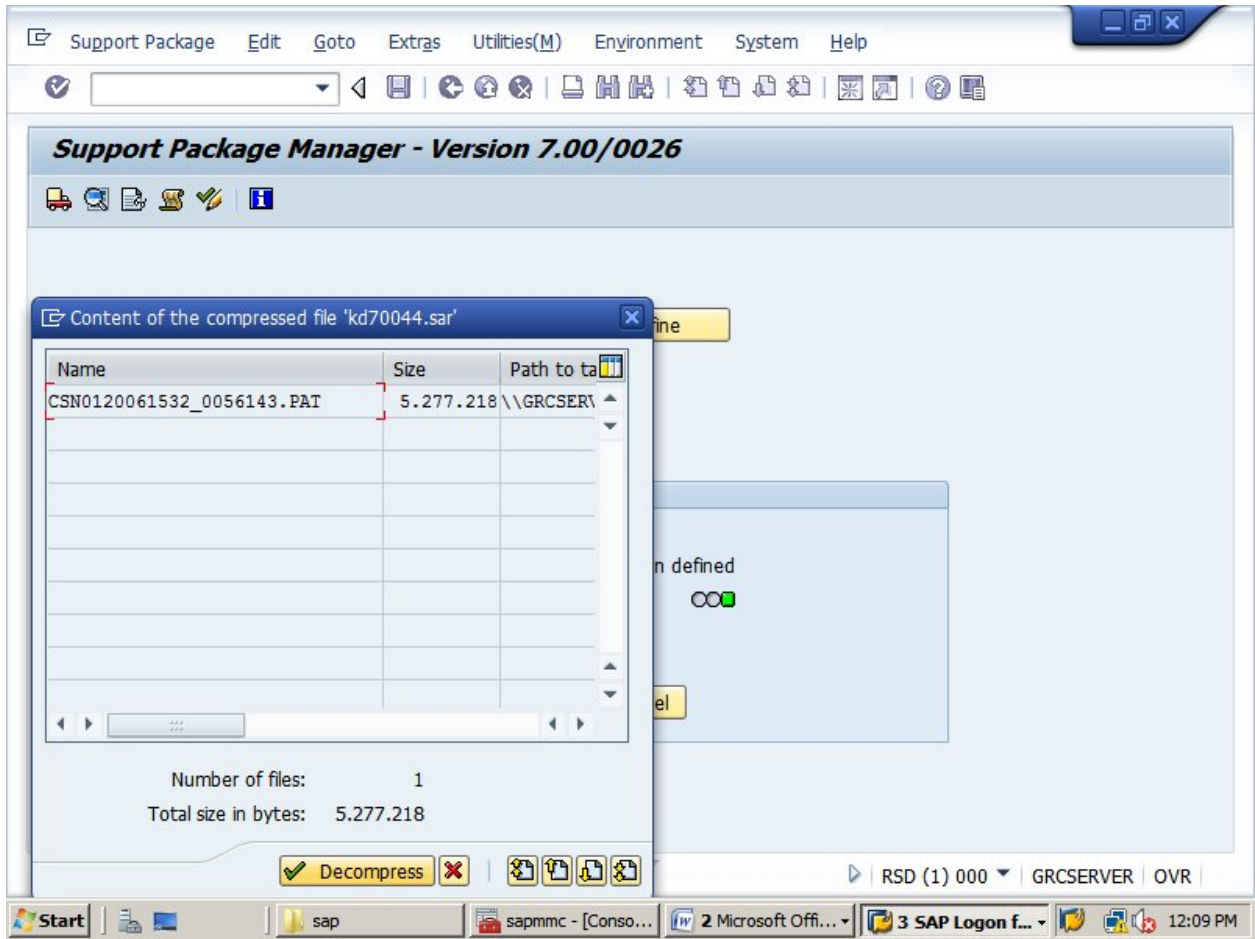 Support Package Edit Goto Extras Utilities(M) Environment System Help
Support Package Manager - Version 7.00/0026
Content of the compressed file 'kd70044.sar'
fine
Name Size Path to ta
CSN0120061532_0056143.PAT 5.277.218 \\GRCSERV
n defined
el
Number of files: 1
Total size in bytes: 5.277.218
Decompress
RSD (1) 000 GRCSERVER OVR
Start sap sapmmc - [Conso... 2 Microsoft Offi... 3 SAP Logon f... 12:09 PM